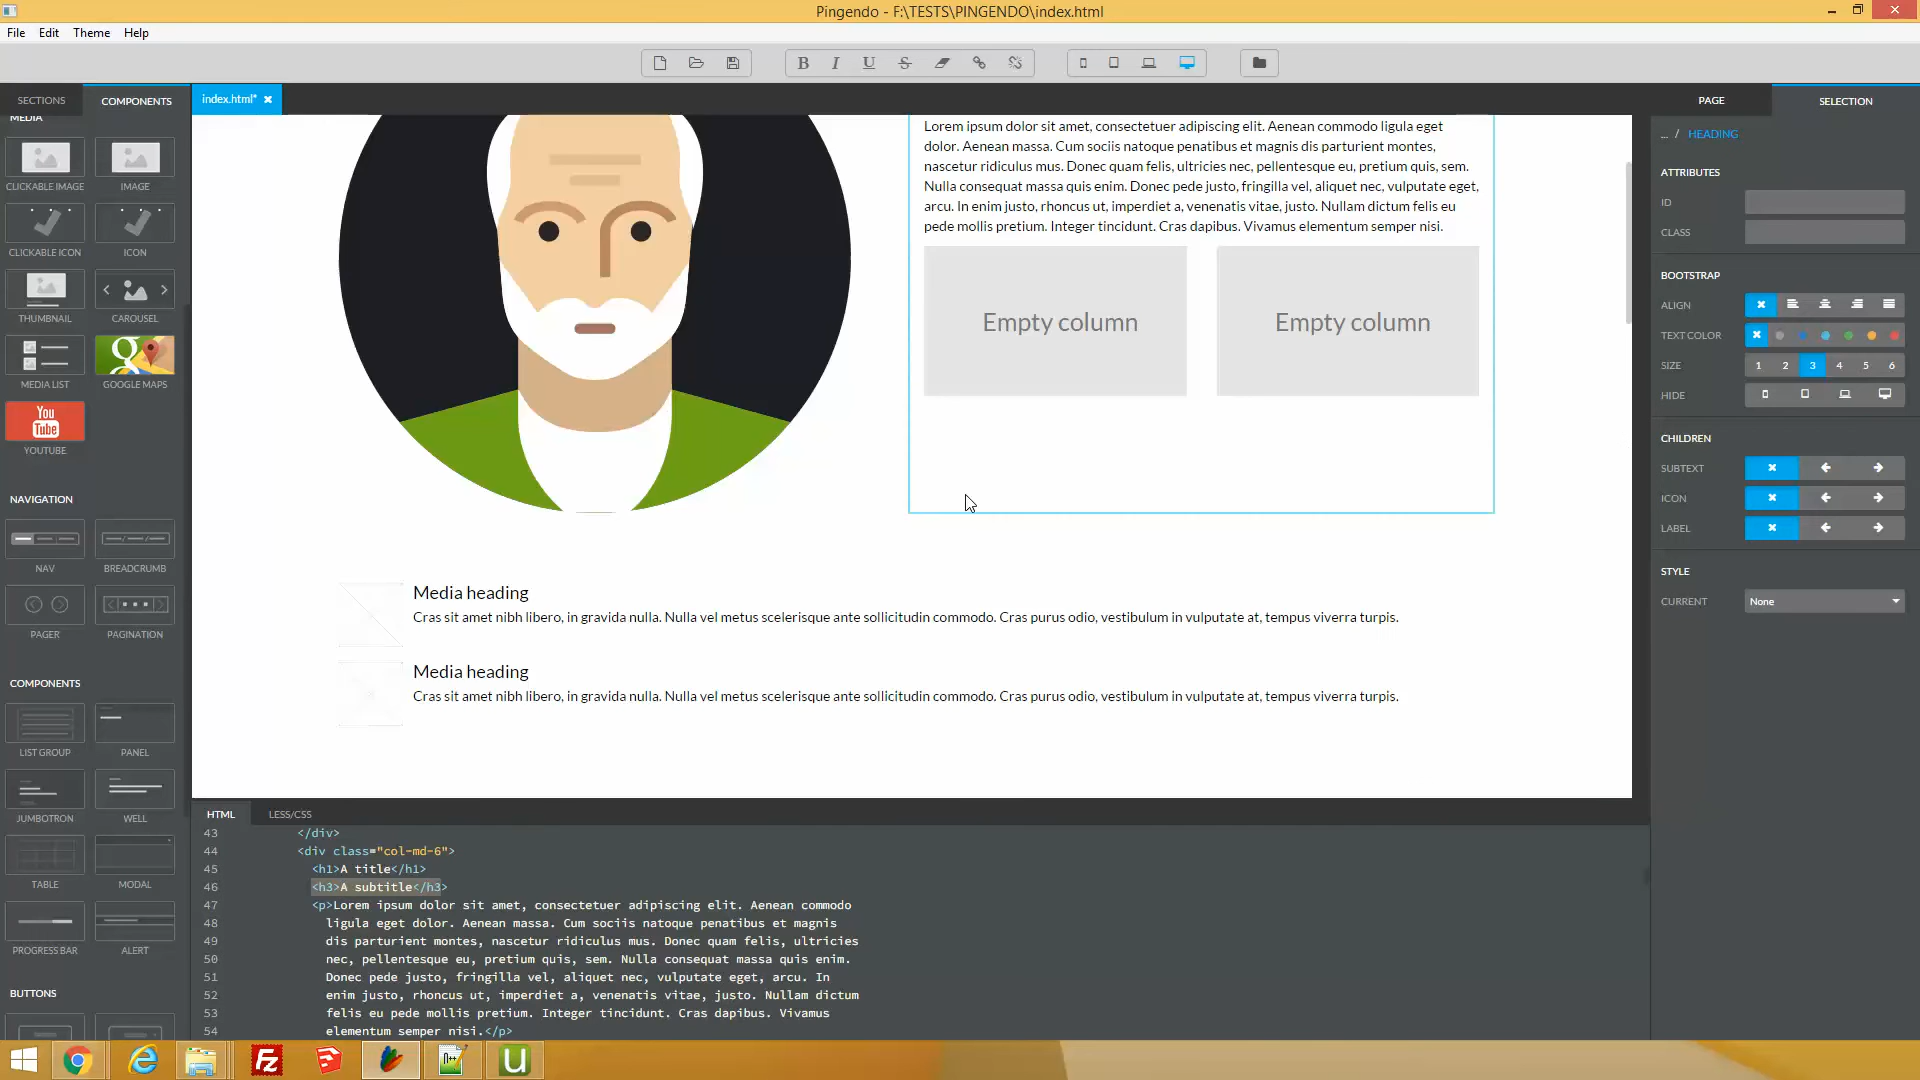 Pingendo - F:\TESTS\PINGENDO\index.html
File Edit Theme Help
B I U S
SECTIONS COMPONENTS
index.html*
PAGE SELECTION
MEDIA
CLICKABLE IMAGE IMAGE
CLICKABLE ICON ICON
THUMBNAIL CAROUSEL
MEDIA LIST GOOGLE MAPS
You
Tube
YOUTUBE
NAVIGATION
NAV BREADCRUMB
PAGER PAGINATION
COMPONENTS
LIST GROUP PANEL
JUMBOTRON WELL
TABLE MODAL
PROGRESS BAR ALERT
BUTTONS
Lorem ipsum dolor sit amet, consectetuer adipiscing elit. Aenean commodo ligula eget
dolor. Aenean massa. Cum sociis natoque penatibus et magnis dis parturient montes,
nascetur ridiculus mus. Donec quam felis, ultricies nec, pellentesque eu, pretium quis, sem.
Nulla consequat massa quis enim. Donec pede justo, fringilla vel, aliquet nec, vulputate eget,
arcu. In enim justo, rhoncus ut, imperdiet a, venenatis vitae, justo. Nullam dictum felis eu
pede mollis pretium. Integer tincidunt. Cras dapibus. Vivamus elementum semper nisi.
Empty column Empty column
Media heading
Cras sit amet nibh libero, in gravida nulla. Nulla vel metus scelerisque ante sollicitudin commodo. Cras purus odio, vestibulum in vulputate at, tempus viverra turpis.
Media heading
Cras sit amet nibh libero, in gravida nulla. Nulla vel metus scelerisque ante sollicitudin commodo. Cras purus odio, vestibulum in vulputate at, tempus viverra turpis.
HTML LESS/CSS
43 </div>
44 <div class="col-md-6">
45 <h1>A title</h1>
46 <h3>A subtitle</h3>
47 <p>Lorem ipsum dolor sit amet, consectetuer adipiscing elit. Aenean commodo
48 ligula eget dolor. Aenean massa. Cum sociis natoque penatibus et magnis
49 dis parturient montes, nascetur ridiculus mus. Donec quam felis, ultricies
50 nec, pellentesque eu, pretium quis, sem. Nulla consequat massa quis enim.
51 Donec pede justo, fringilla vel, aliquet nec, vulputate eget, arcu. In
52 enim justo, rhoncus ut, imperdiet a, venenatis vitae, justo. Nullam dictum
53 felis eu pede mollis pretium. Integer tincidunt. Cras dapibus. Vivamus
54 elementum semper nisi.</p>
... / HEADING
ATTRIBUTES
ID
CLASS
BOOTSTRAP
ALIGN
TEXT COLOR
SIZE 1 2 3 4 5 6
HIDE
CHILDREN
SUBTEXT
ICON
LABEL
STYLE
CURRENT None